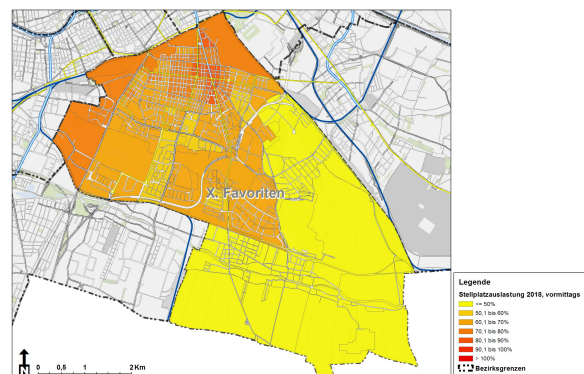 X. Favoriten
N
0 0,5 1 2 Km
Legende
Stellplatzauslastung 2018, vormittags
<= 50%
50,1 bis 60%
60,1 bis 70%
70,1 bis 80%
80,1 bis 90%
90,1 bis 100%
> 100%
Bezirksgrenzen